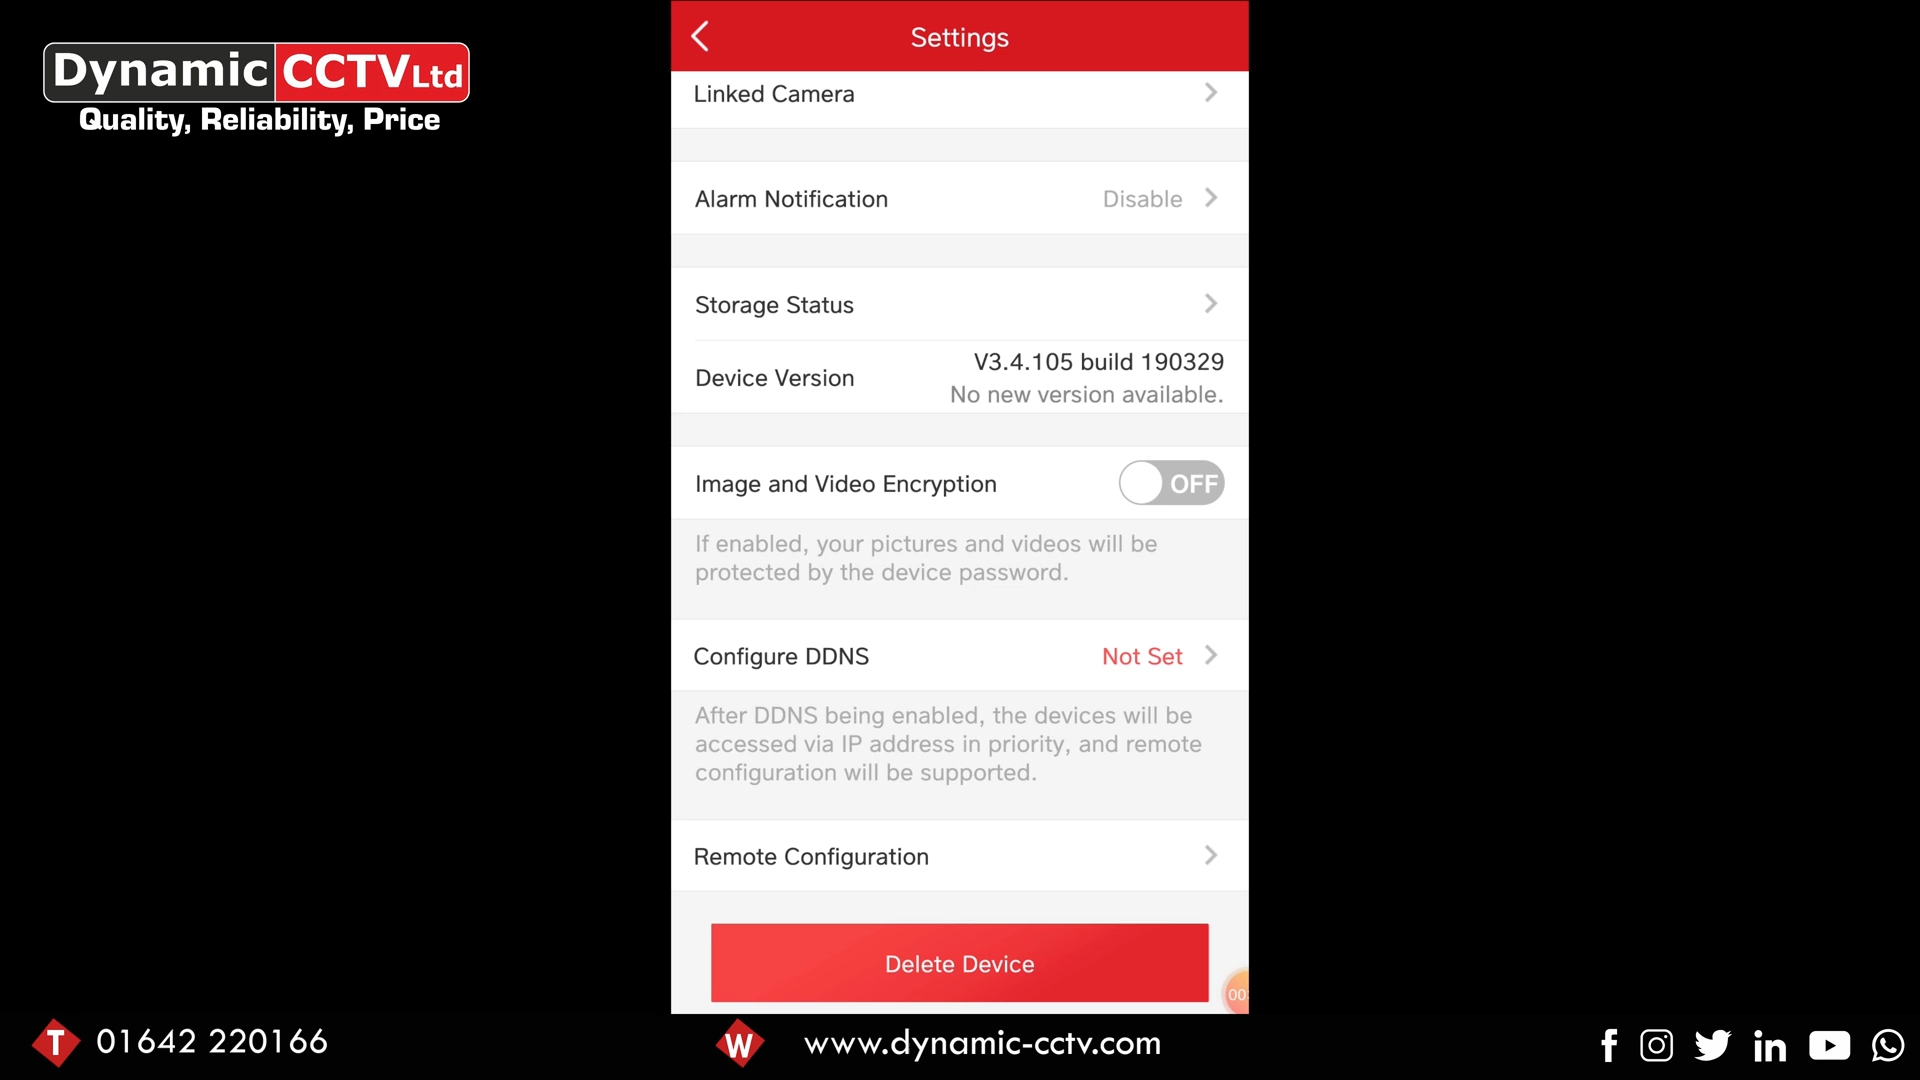 Dynamic CCTV Ltd
Quality, Reliability, Price
Settings
Linked Camera
Alarm Notification Disable
Storage Status
Device Version V3.4.105 build 190329
No new version available.
Image and Video Encryption OFF
If enabled, your pictures and videos will be
protected by the device password.
Configure DDNS Not Set
After DDNS being enabled, the devices will be
accessed via IP address in priority, and remote
configuration will be supported.
Remote Configuration
Delete Device
00:
T 01642 220166
W www.dynamic-cctv.com